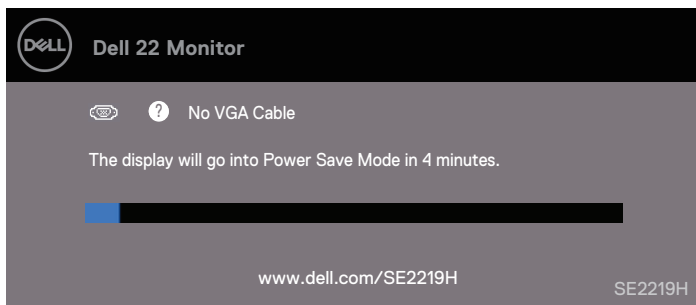 DELL
Dell 22 Monitor
? No VGA Cable
The display will go into Power Save Mode in 4 minutes.
www.dell.com/SE2219H
SE2219H